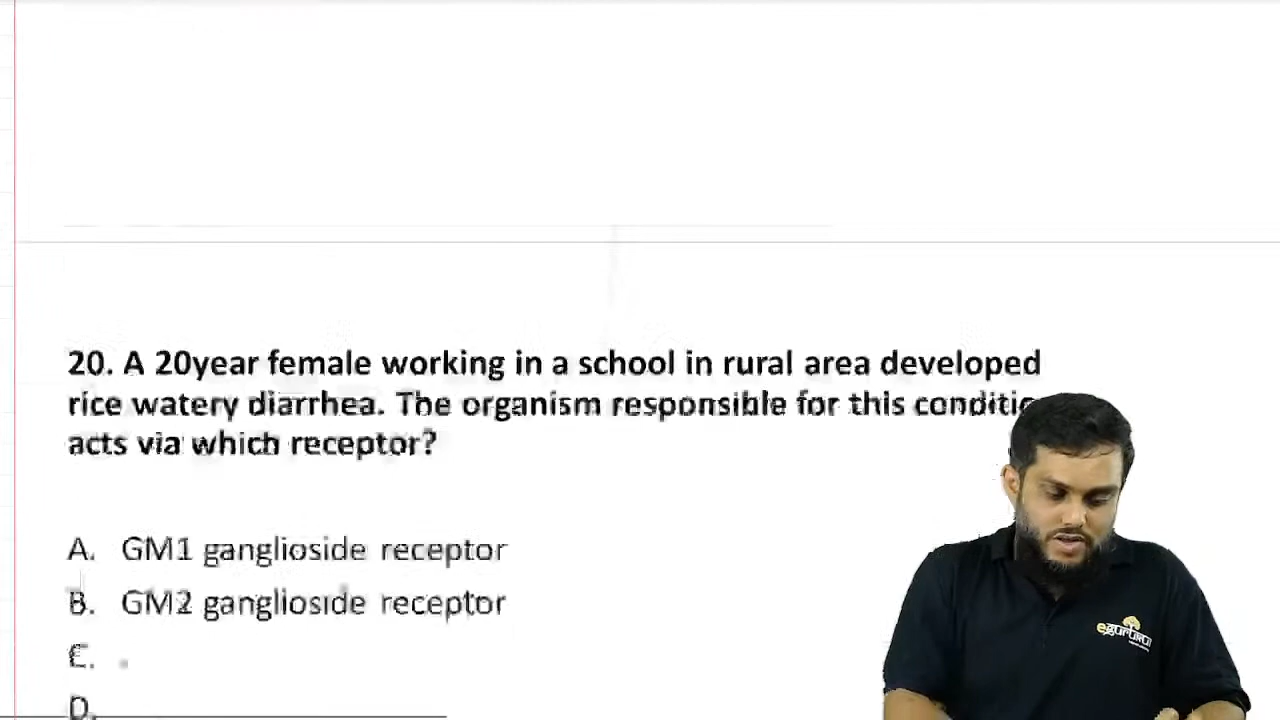 20. A 20year female working in a school in rural area developed
rice watery diarrhea. The organism responsible for this
acts via which receptor?
A. GM1 ganglioside receptor
B. GM2 ganglioside receptor
C. .
D.
egurukul